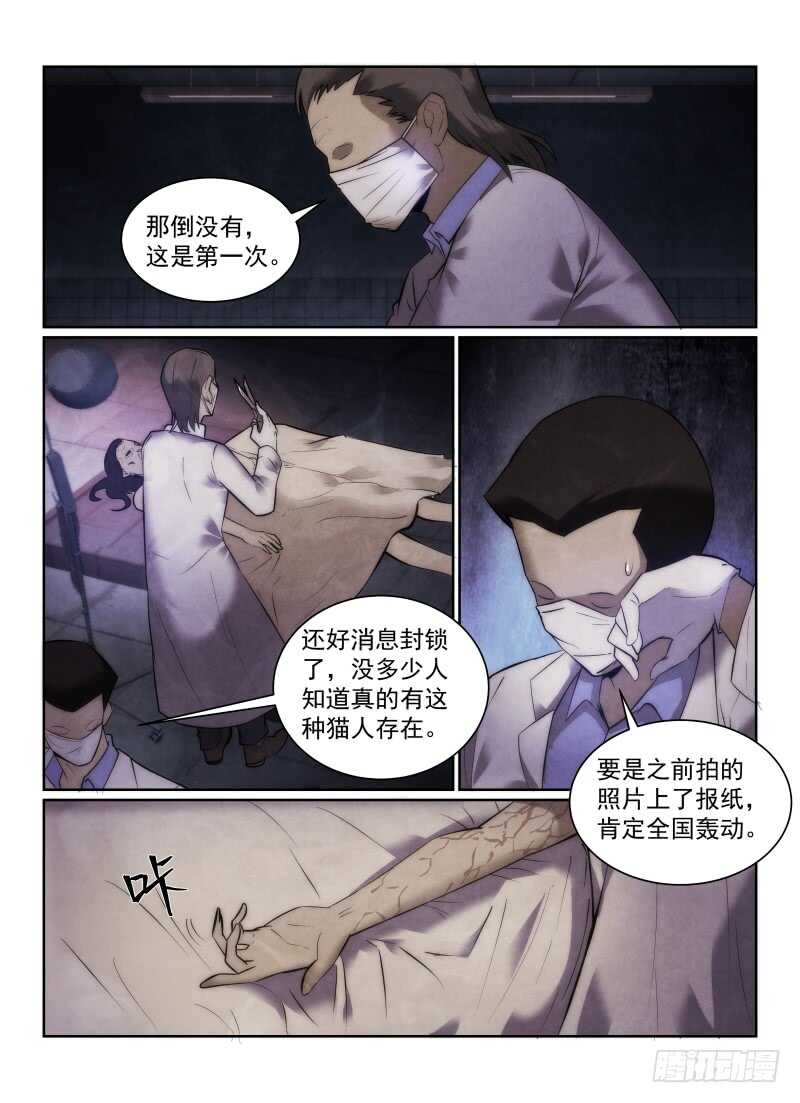 那倒没有，
这是第一次。
还好消息封锁
了，没多少人
知道真的有这
种猫人存在。
要是之前拍的
照片上了报纸，
肯定全国轰动。
咔
腾讯动漫